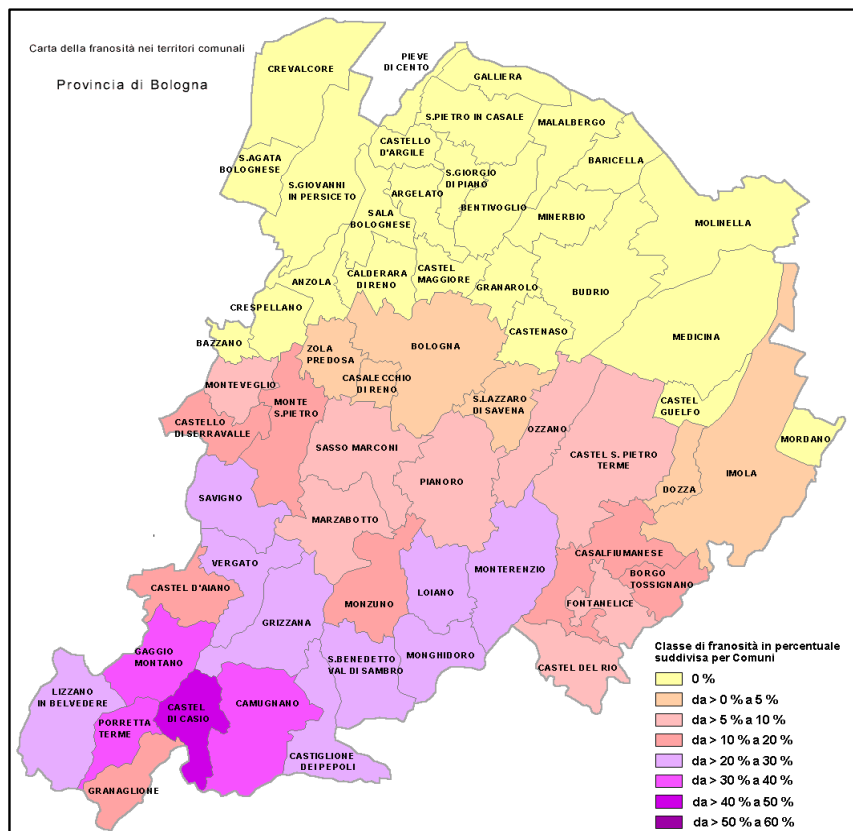 Carta della franosità nei territori comunali
Provincia di Bologna
CREVALCORE
PIEVE
DI CENTO
GALLIERA
S.PIETRO IN CASALE
MALALBERGO
CASTELLO
D'ARGILE
BARICELLA
S.AGATA
BOLOGNESE
S.GIOVANNI
IN PERSICETO
S.GIORGIO
DI PIANO
ARGELATO
BENTIVOGLIO
SALA
BOLOGNESE
MINERBIO
MOLINELLA
CALDERARA
DI RENO
CASTEL
MAGGIORE
ANZOLA
GRANAROLO
BUDRIO
CRESPELLANO
CASTENASO
MEDICINA
BAZZANO
ZOLA
PREDOSA
BOLOGNA
CASALECCHIO
DI RENO
MONTEVEGLIO
MONTE
S.PIETRO
S.LAZZARO
DI SAVENA
CASTEL
GUELFO
CASTELLO
DI SERRAVALLE
OZZANO
MORDANO
SASSO MARCONI
CASTEL S. PIETRO
TERME
IMOLA
PIANORO
DOZZA
SAVIGNO
MARZABOTTO
VERGATO
MONTERENZIO
CASALFIUMANESE
BORGO
TOSSIGNANO
CASTEL D'AIANO
LOIANO
MONZUNO
FONTANELICE
GRIZZANA
GAGGIO
MONTANO
S.BENEDETTO
VAL DI SAMBRO
MONGHIDORO
CASTEL DEL RIO
LIZZANO
IN BELVEDERE
CASTEL
DI CASIO
CAMUGNANO
PORRETTA
TERME
CASTIGLIONE
DEI PEPOLI
GRANAGLIONE
Classe di franosità in percentuale
suddivisa per Comuni
0 %
da > 0 % a 5 %
da > 5 % a 10 %
da > 10 % a 20 %
da > 20 % a 30 %
da > 30 % a 40 %
da > 40 % a 50 %
da > 50 % a 60 %